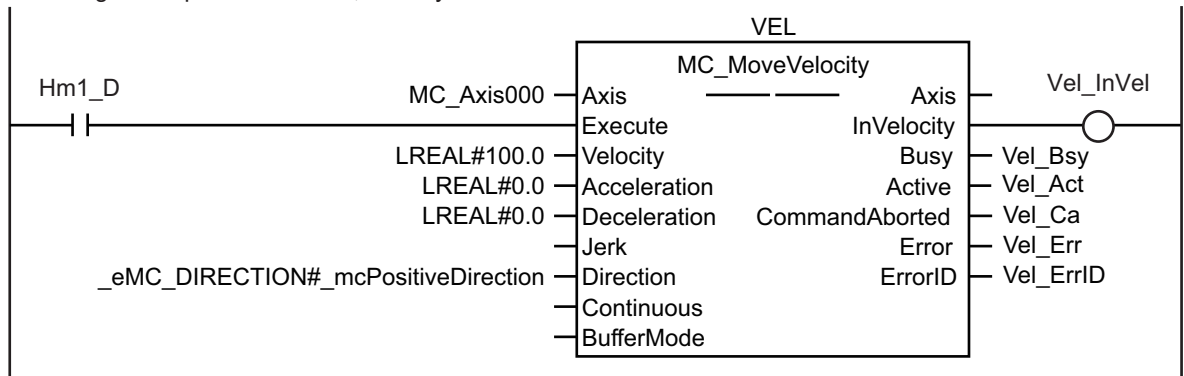 VEL
MC_MoveVelocity
Hm1_D
Vel_InVel
MC_Axis000 Axis Axis
Execute InVelocity
LREAL#100.0 Velocity Busy Vel_Bsy
LREAL#0.0 Acceleration Active Vel_Act
LREAL#0.0 Deceleration CommandAborted Vel_Ca
Jerk Error Vel_Err
_eMC_DIRECTION#_mcPositiveDirection Direction ErrorID Vel_ErrID
Continuous
BufferMode